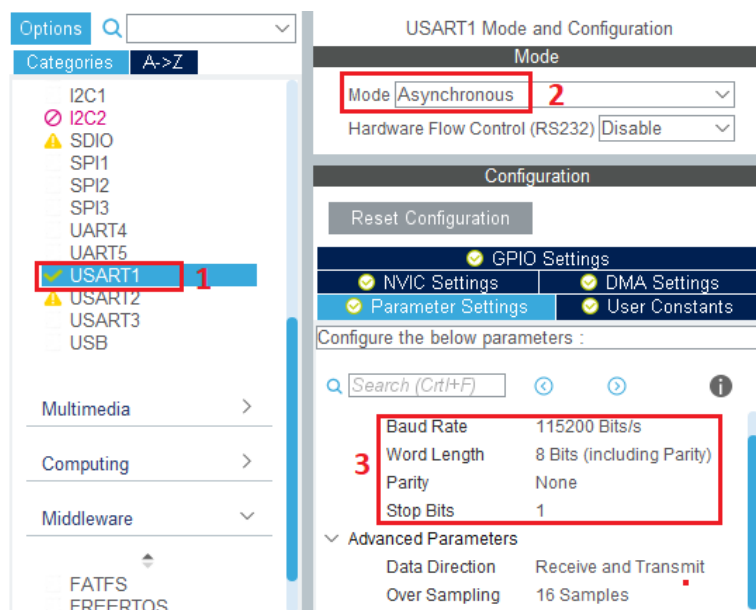 Options
Categories A->Z
I2C1
I2C2
SDIO
SPI1
SPI2
SPI3
UART4
UART5
USART1 1
USART2
USART3
USB
Multimedia
Computing
Middleware
FATFS
FREERTOS
USART1 Mode and Configuration
Mode
Mode Asynchronous 2
Hardware Flow Control (RS232) Disable
Configuration
Reset Configuration
GPIO Settings
NVIC Settings DMA Settings
Parameter Settings User Constants
Configure the below parameters :
Search (Crtl+F)
3
Baud Rate 115200 Bits/s
Word Length 8 Bits (including Parity)
Parity None
Stop Bits 1
Advanced Parameters
Data Direction Receive and Transmit
Over Sampling 16 Samples